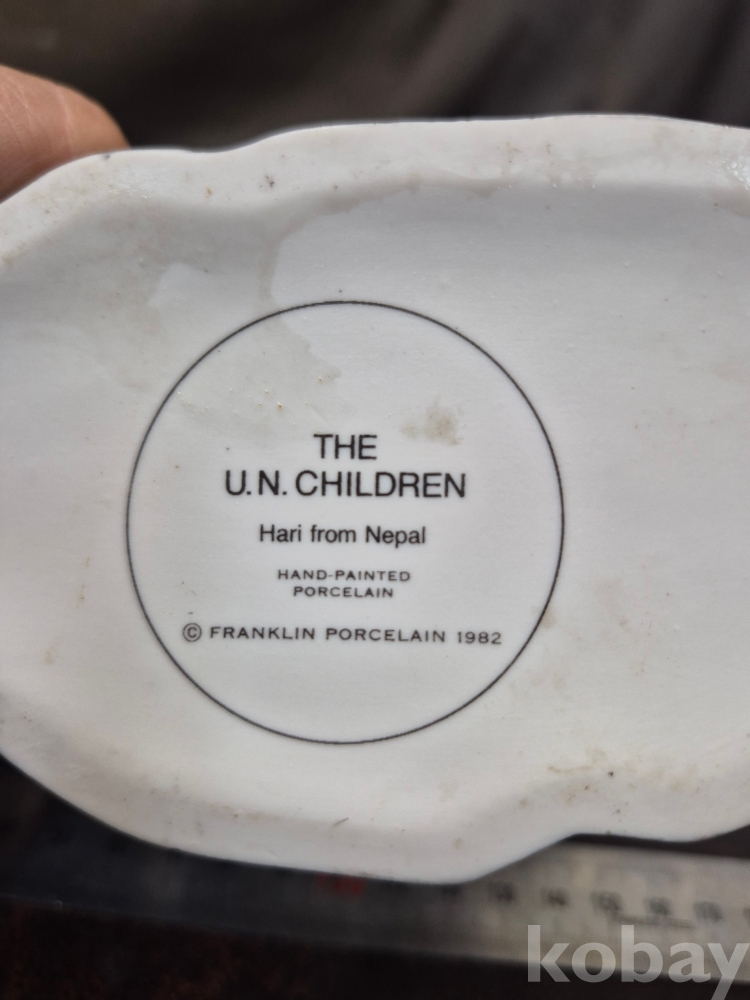 THE
U.N. CHILDREN
Hari from Nepal
HAND-PAINTED
PORCELAIN
© FRANKLIN PORCELAIN 1982
kobay